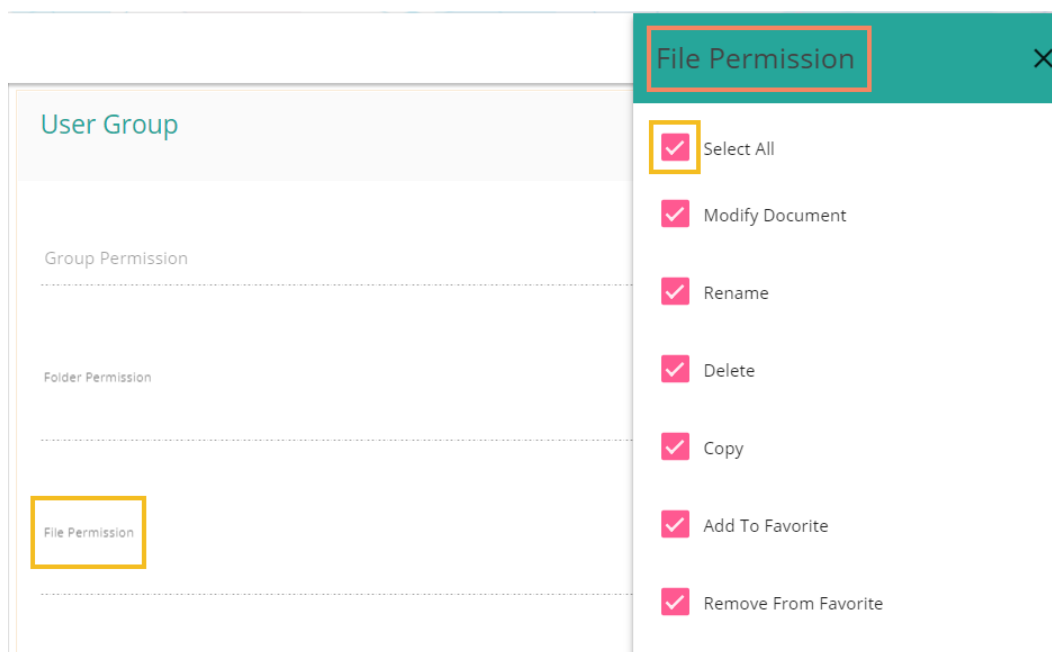 File Permission
User Group
Select All
Modify Document
Group Permission
Rename
Folder Permission
Delete
Copy
File Permission
Add To Favorite
Remove From Favorite